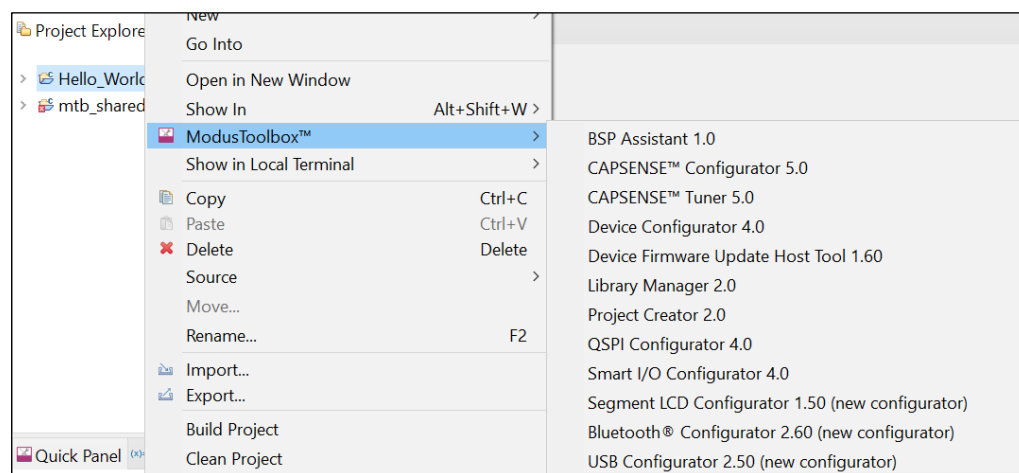 Project Explore
Hello_World
mtb_shared
New
Go Into
Open in New Window
Show In Alt+Shift+W
ModusToolbox™
Show in Local Terminal
Copy Ctrl+C
Paste Ctrl+V
Delete Delete
Source
Move...
Rename... F2
Import...
Export...
Build Project
Clean Project
BSP Assistant 1.0
CAPSENSE™ Configurator 5.0
CAPSENSE™ Tuner 5.0
Device Configurator 4.0
Device Firmware Update Host Tool 1.60
Library Manager 2.0
Project Creator 2.0
QSPI Configurator 4.0
Smart I/O Configurator 4.0
Segment LCD Configurator 1.50 (new configurator)
Bluetooth® Configurator 2.60 (new configurator)
USB Configurator 2.50 (new configurator)
Quick Panel